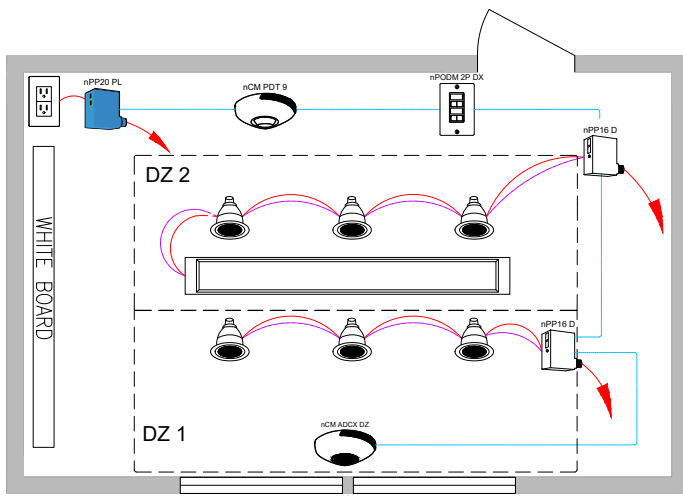 nPP20 PL
nCM PDT 9
nPODM 2P DX
nPP16 D
DZ 2
WHITE BOARD
nPP16 D
nCM ADCX DZ
DZ 1